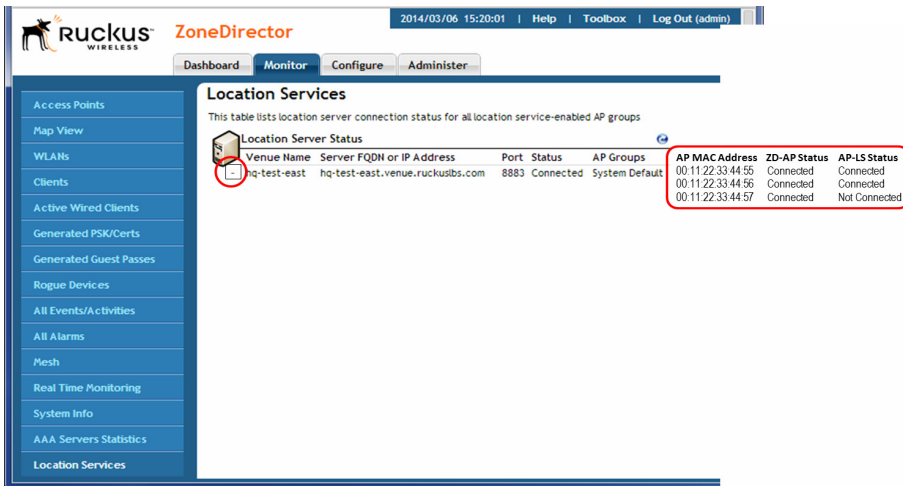 2014/03/06 15:20:01 | Help | Toolbox | Log Out (admin)
RUCKUS
WIRELESS
ZoneDirector
Dashboard Monitor Configure Administer
Access Points
Map View
WLANs
Clients
Active Wired Clients
Generated PSK/Certs
Generated Guest Passes
Rogue Devices
All Events/Activities
All Alarms
Mesh
Real Time Monitoring
System Info
AAA Servers Statistics
Location Services
Location Services
This table lists location server connection status for all location service-enabled AP groups
Location Server Status
Venue Name Server FQDN or IP Address Port Status AP Groups
- hq-test-east hq-test-east.venue.ruckuslbs.com 8883 Connected System Default
AP MAC Address ZD-AP Status AP-LS Status
00:11:22:33:44:55 Connected Connected
00:11:22:33:44:56 Connected Connected
00:11:22:33:44:57 Connected Not Connected